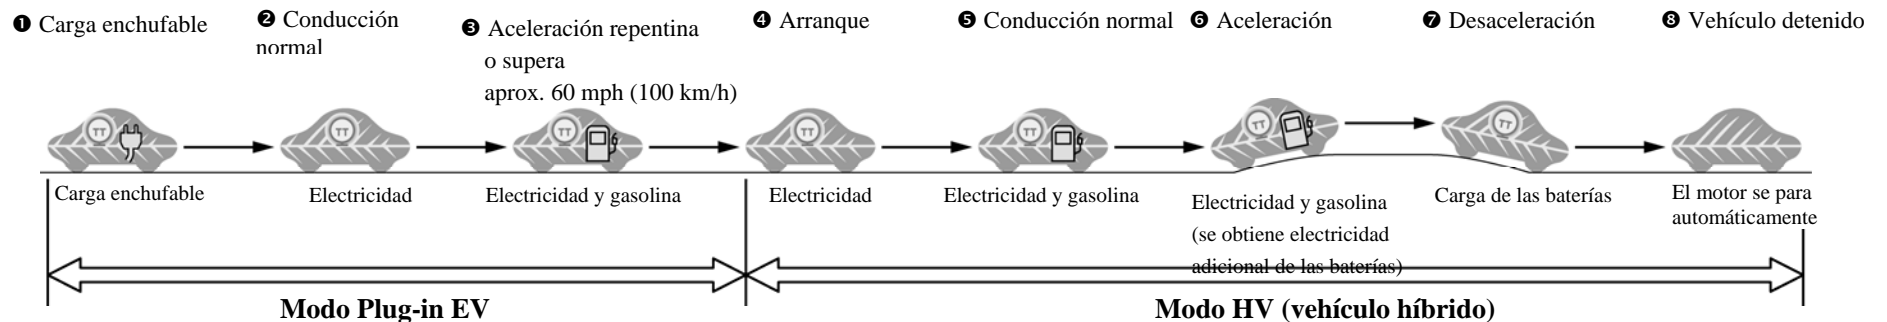 ❶ Carga enchufable
❷ Conducción
normal
❸ Aceleración repentina
o supera
aprox. 60 mph (100 km/h)
❹ Arranque
❺ Conducción normal
❻ Aceleración
❼ Desaceleración
❽ Vehículo detenido
Carga enchufable
Electricidad
Electricidad y gasolina
Electricidad
Electricidad y gasolina
Electricidad y gasolina
(se obtiene electricidad
adicional de las baterías)
Carga de las baterías
El motor se para
automáticamente
Modo Plug-in EV
Modo HV (vehículo híbrido)